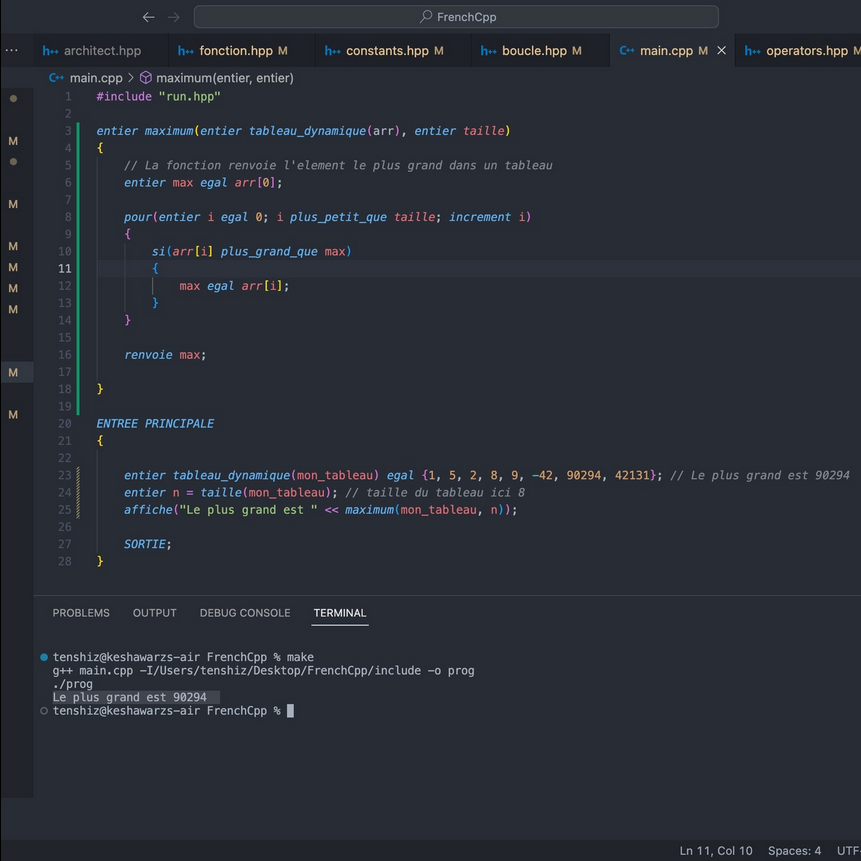 FrenchCpp
architect.hpp fonction.hpp M constants.hpp M boucle.hpp M main.cpp M operators.hpp M
main.cpp > maximum(entier, entier)
1 #include "run.hpp"
2
3 entier maximum(entier tableau_dynamique(arr), entier taille)
4 {
5 // La fonction renvoie l'element le plus grand dans un tableau
6 entier max egal arr[0];
7
8 pour(entier i egal 0; i plus_petit_que taille; increment i)
9 {
10 si(arr[i] plus_grand_que max)
11 {
12 max egal arr[i];
13 }
14 }
15
16 renvoie max;
17
18 }
19
20 ENTREE PRINCIPALE
21 {
22
23 entier tableau_dynamique(mon_tableau) egal {1, 5, 2, 8, 9, -42, 90294, 42131}; // Le plus grand est 90294
24 entier n = taille(mon_tableau); // taille du tableau ici 8
25 affiche("Le plus grand est " << maximum(mon_tableau, n));
26
27 SORTIE;
28 }
M
M
M
M
M
M
M
M
PROBLEMS OUTPUT DEBUG CONSOLE TERMINAL
tenshiz@keshawarzs-air FrenchCpp % make
g++ main.cpp -I/Users/tenshiz/Desktop/FrenchCpp/include -o prog
./prog
Le plus grand est 90294
tenshiz@keshawarzs-air FrenchCpp %
Ln 11, Col 10 Spaces: 4 UTF-